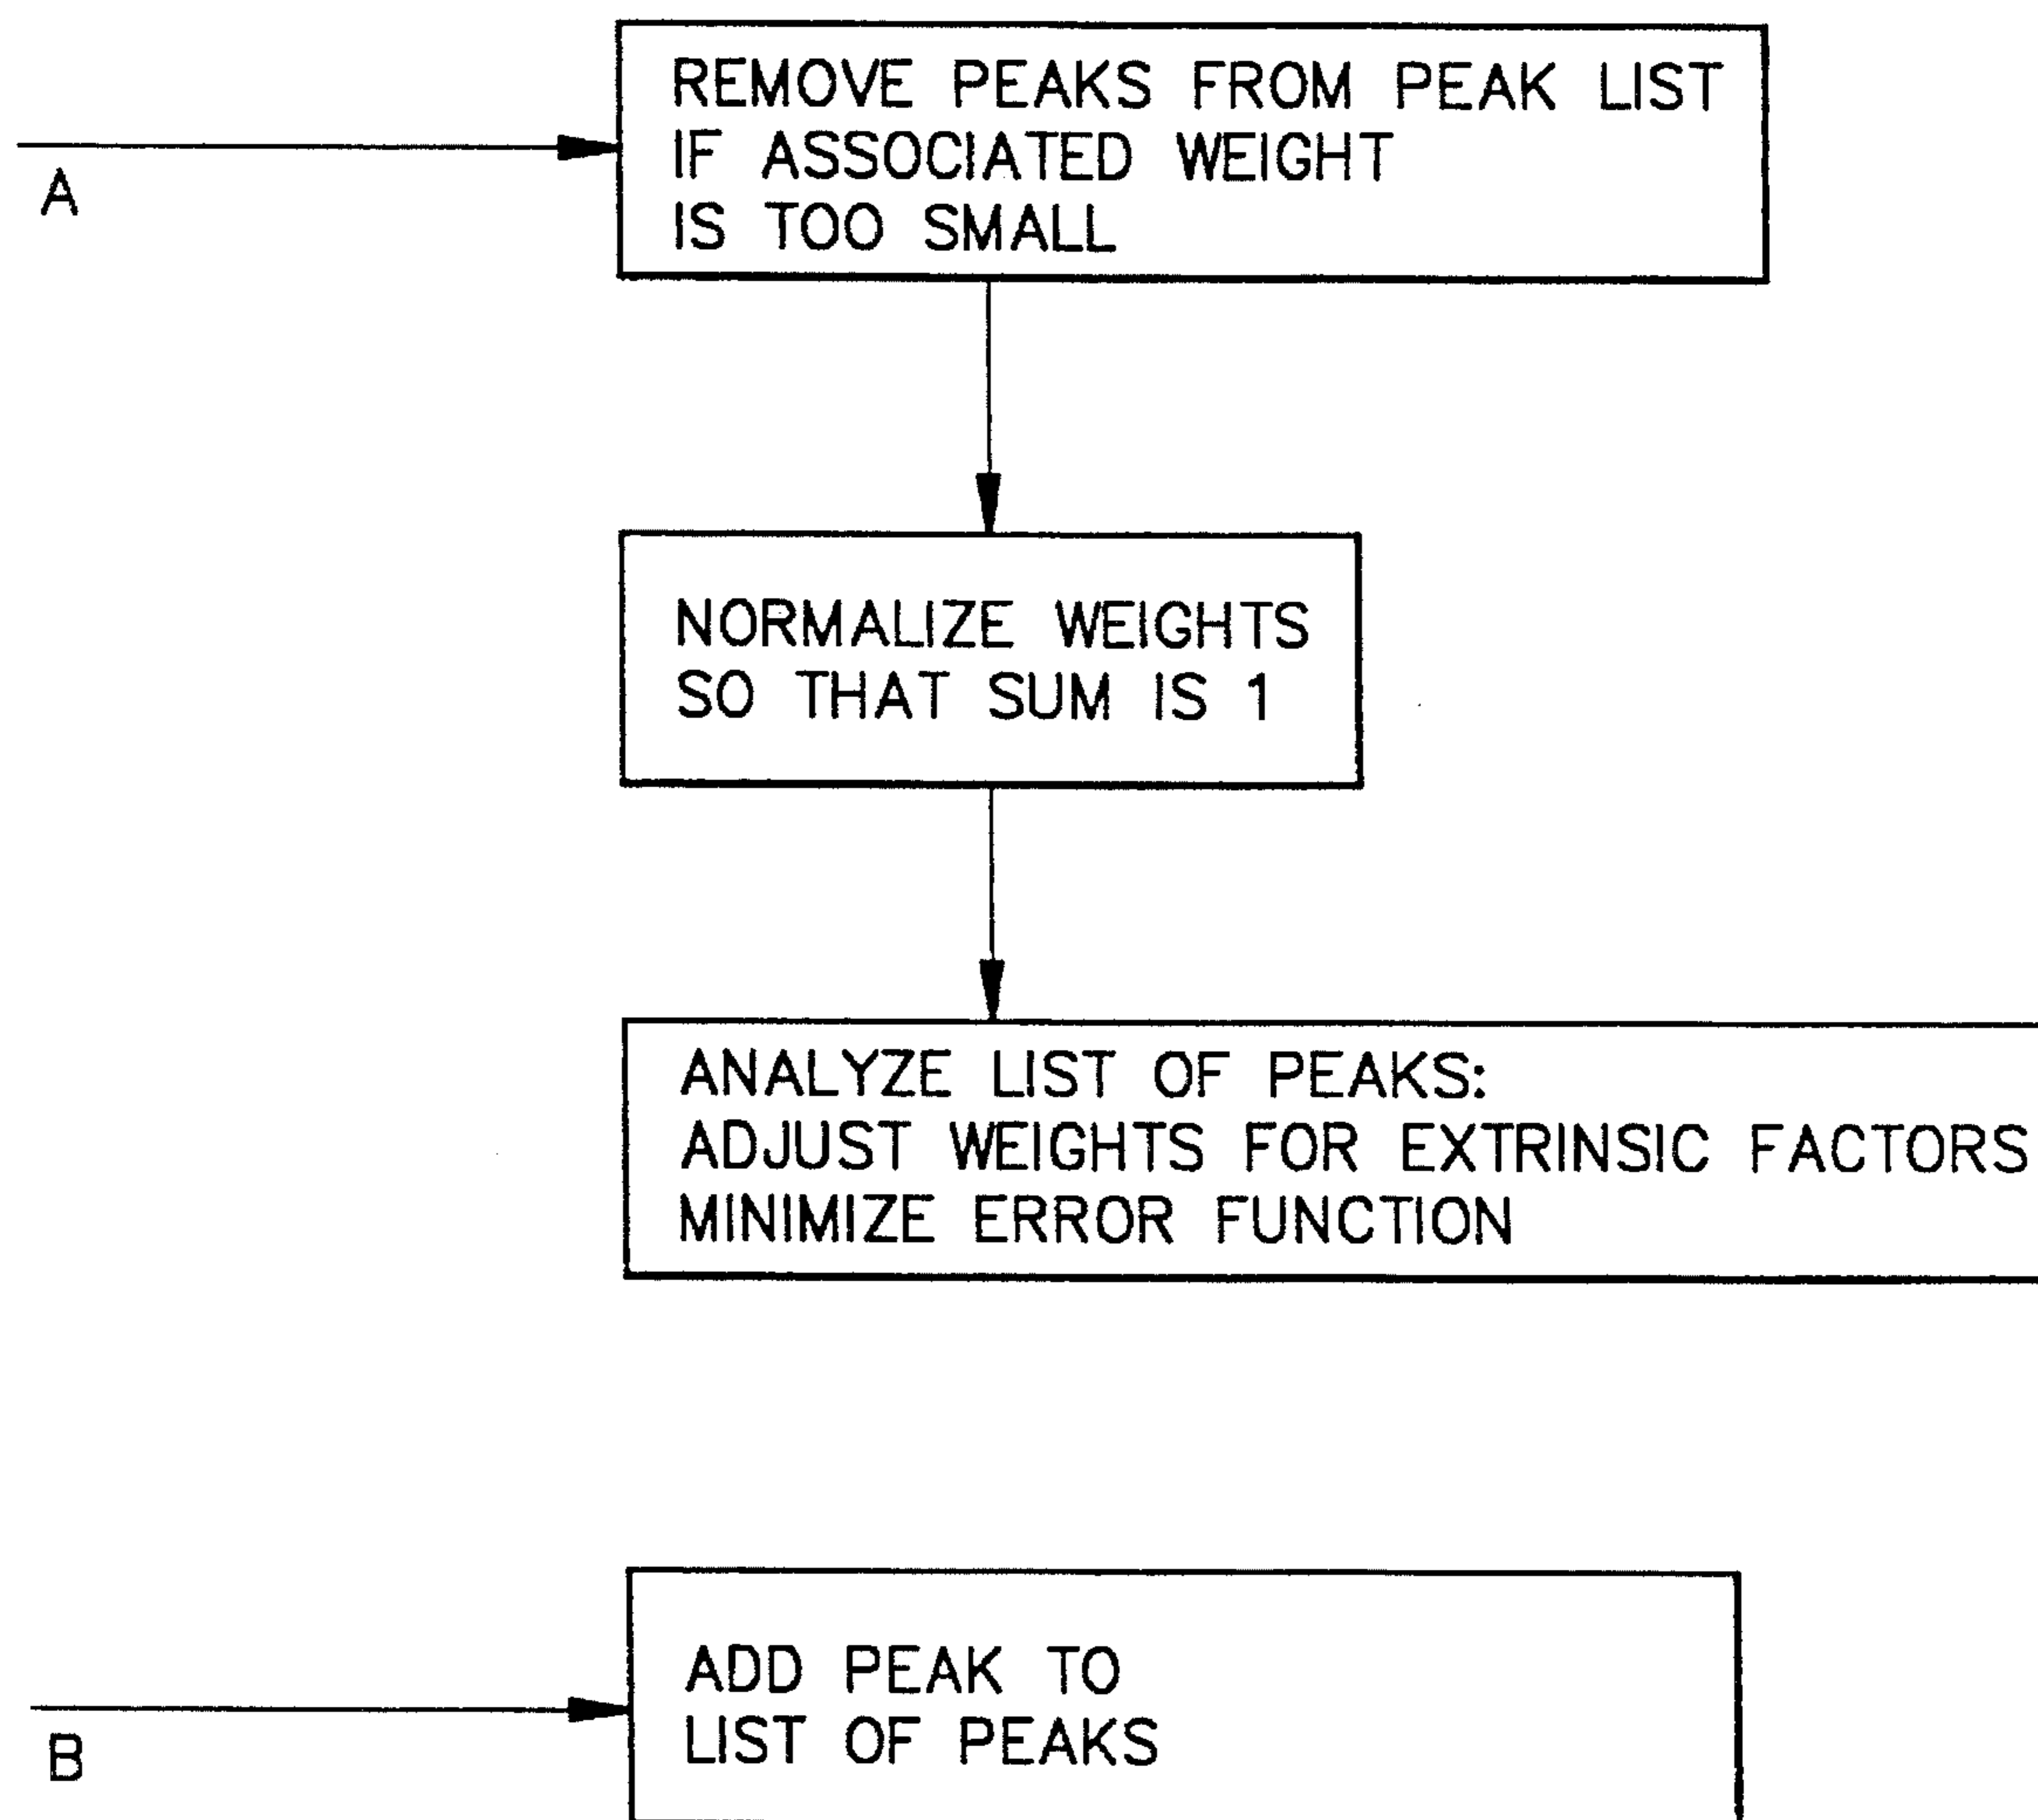 REMOVE PEAKS FROM PEAK LIST
IF ASSOCIATED WEIGHT
IS TOO SMALL
A
NORMALIZE WEIGHTS
SO THAT SUM IS 1
ANALYZE LIST OF PEAKS:
ADJUST WEIGHTS FOR EXTRINSIC FACTORS
MINIMIZE ERROR FUNCTION
ADD PEAK TO
LIST OF PEAKS
B